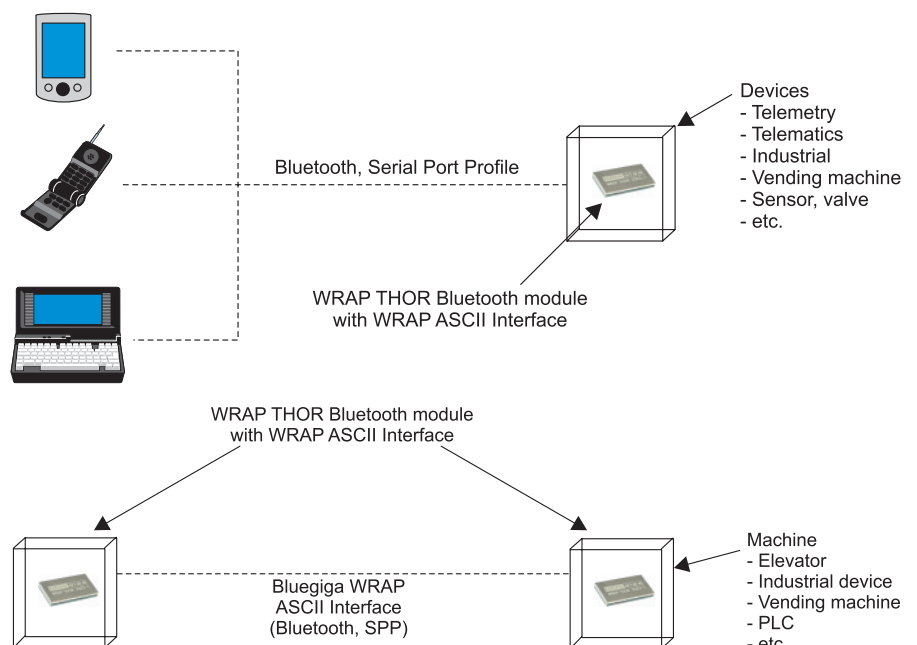 Devices
- Telemetry
- Telematics
- Industrial
- Vending machine
- Sensor, valve
- etc.
Bluetooth, Serial Port Profile
WRAP THOR Bluetooth module
with WRAP ASCII Interface
WRAP THOR Bluetooth module
with WRAP ASCII Interface
Bluegiga WRAP
ASCII Interface
(Bluetooth, SPP)
Machine
- Elevator
- Industrial device
- Vending machine
- PLC
- etc